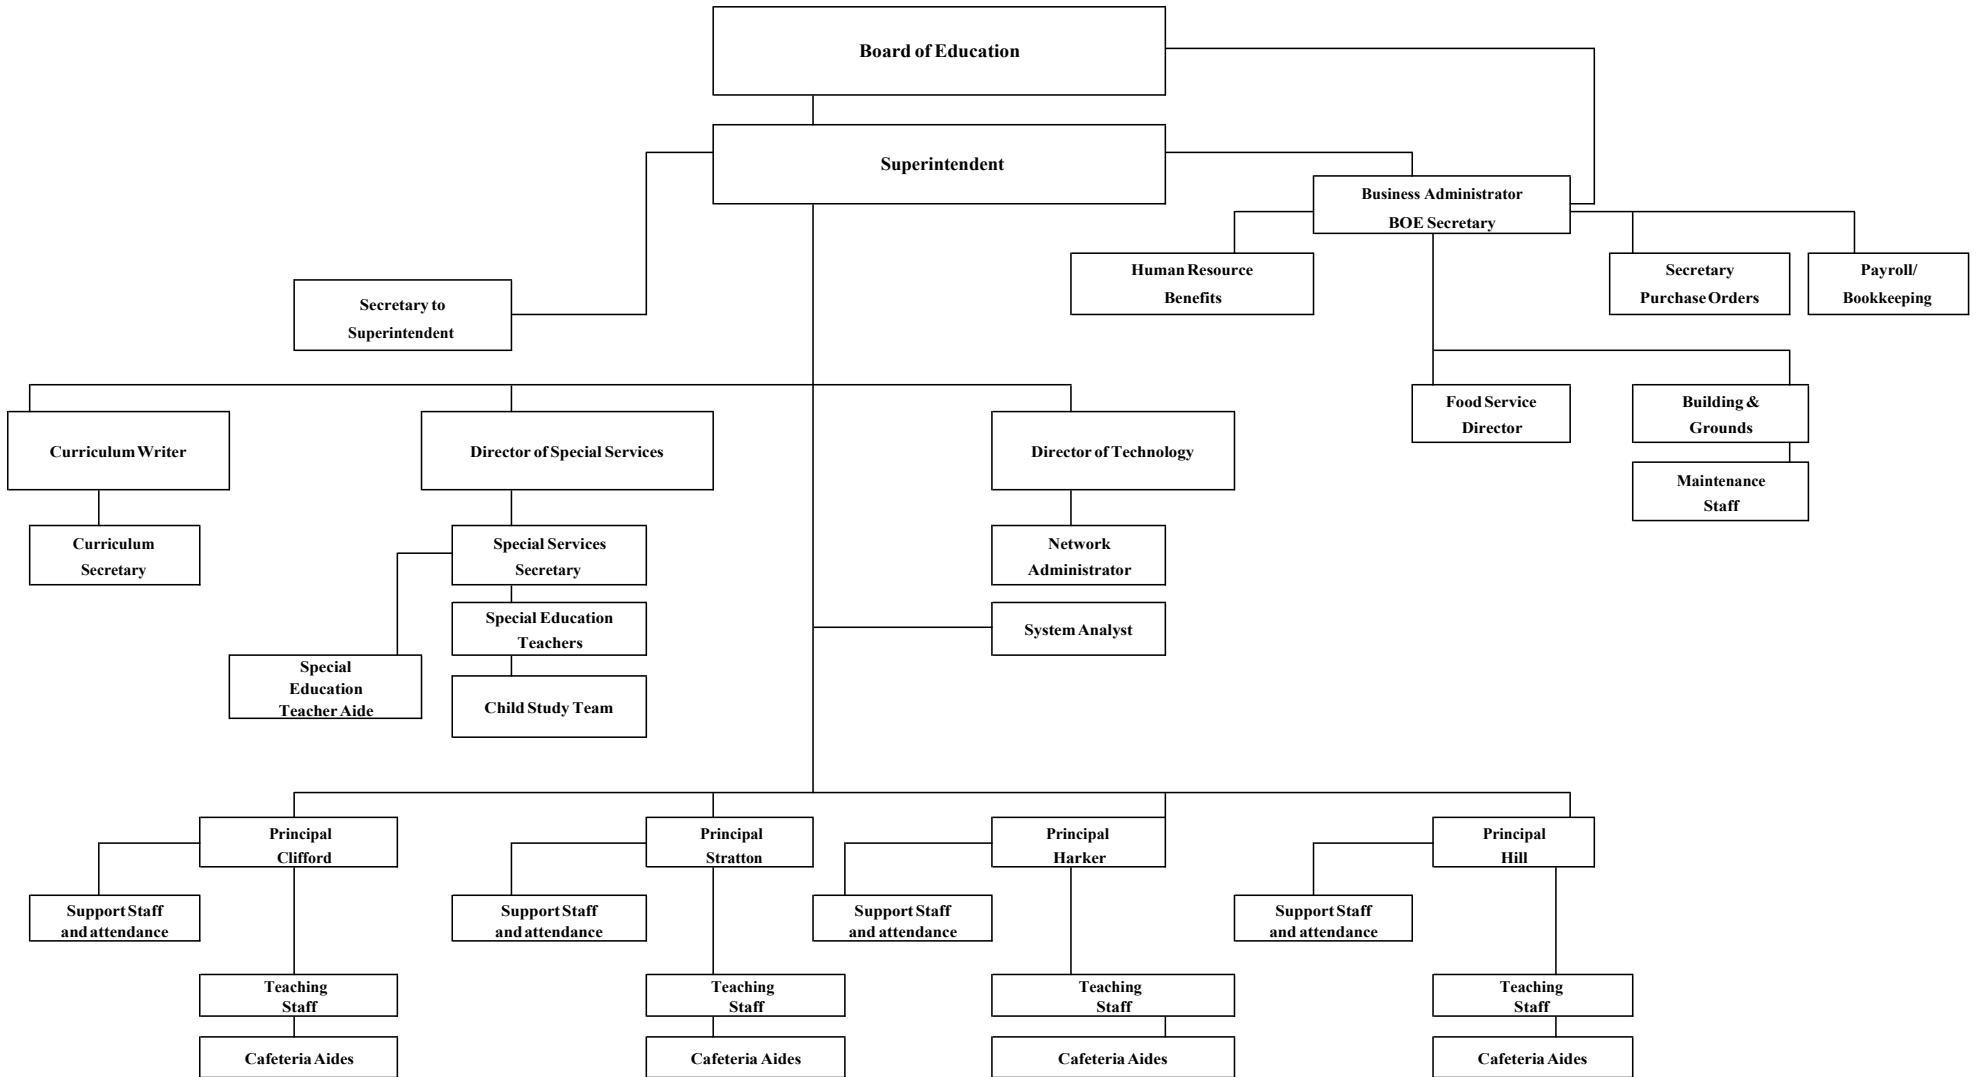 Board of Education
Superintendent
Business Administrator
BOE Secretary
Human Resource
Benefits
Secretary
Purchase Orders
Payroll/
Bookkeeping
Secretary to
Superintendent
Food Service
Director
Building &
Grounds
Maintenance
Staff
Curriculum Writer
Director of Special Services
Director of Technology
Curriculum
Secretary
Special Services
Secretary
Network
Administrator
Special Education
Teachers
System Analyst
Special
Education
Teacher Aide
Child Study Team
Principal
Clifford
Principal
Stratton
Principal
Harker
Principal
Hill
Support Staff
and attendance
Support Staff
and attendance
Support Staff
and attendance
Support Staff
and attendance
Teaching
Staff
Teaching
Staff
Teaching
Staff
Teaching
Staff
Cafeteria Aides
Cafeteria Aides
Cafeteria Aides
Cafeteria Aides